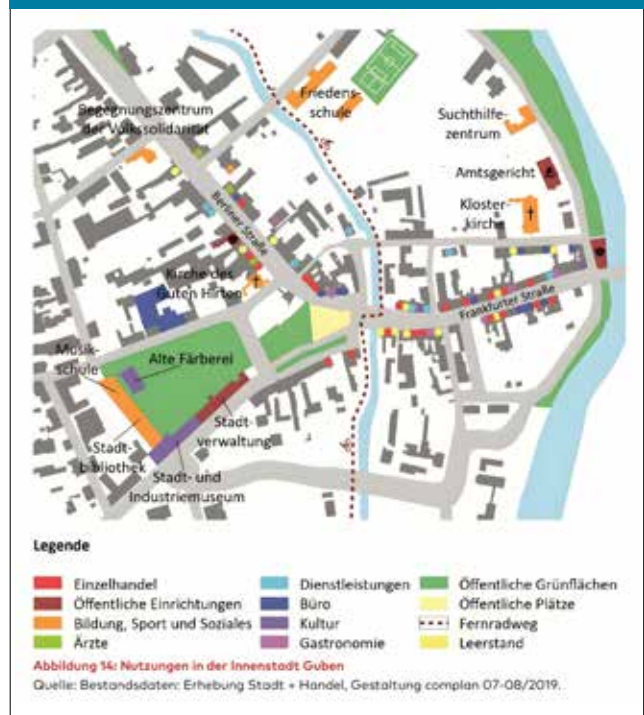 Begegnungszentrum
der Volkssolidarität
Friedens-
schule
Suchthilfe-
zentrum
Amtsgericht
Kloster-
kirche
Berliner Straße
Kirche des
Guten Hirten
Frankfurter Straße
Musik-
schule
Alte Färberei
Stadt-
verwaltung
Stadt-
bibliothek
Stadt- und
Industriemuseum
Legende
Einzelhandel
Öffentliche Einrichtungen
Bildung, Sport und Soziales
Ärzte
Dienstleistungen
Büro
Kultur
Gastronomie
Öffentliche Grünflächen
Öffentliche Plätze
Fernradweg
Leerstand
Abbildung 14: Nutzungen in der Innenstadt Guben
Quelle: Bestandsdaten: Erhebung Stadt + Handel, Gestaltung complan 07-08/2019.